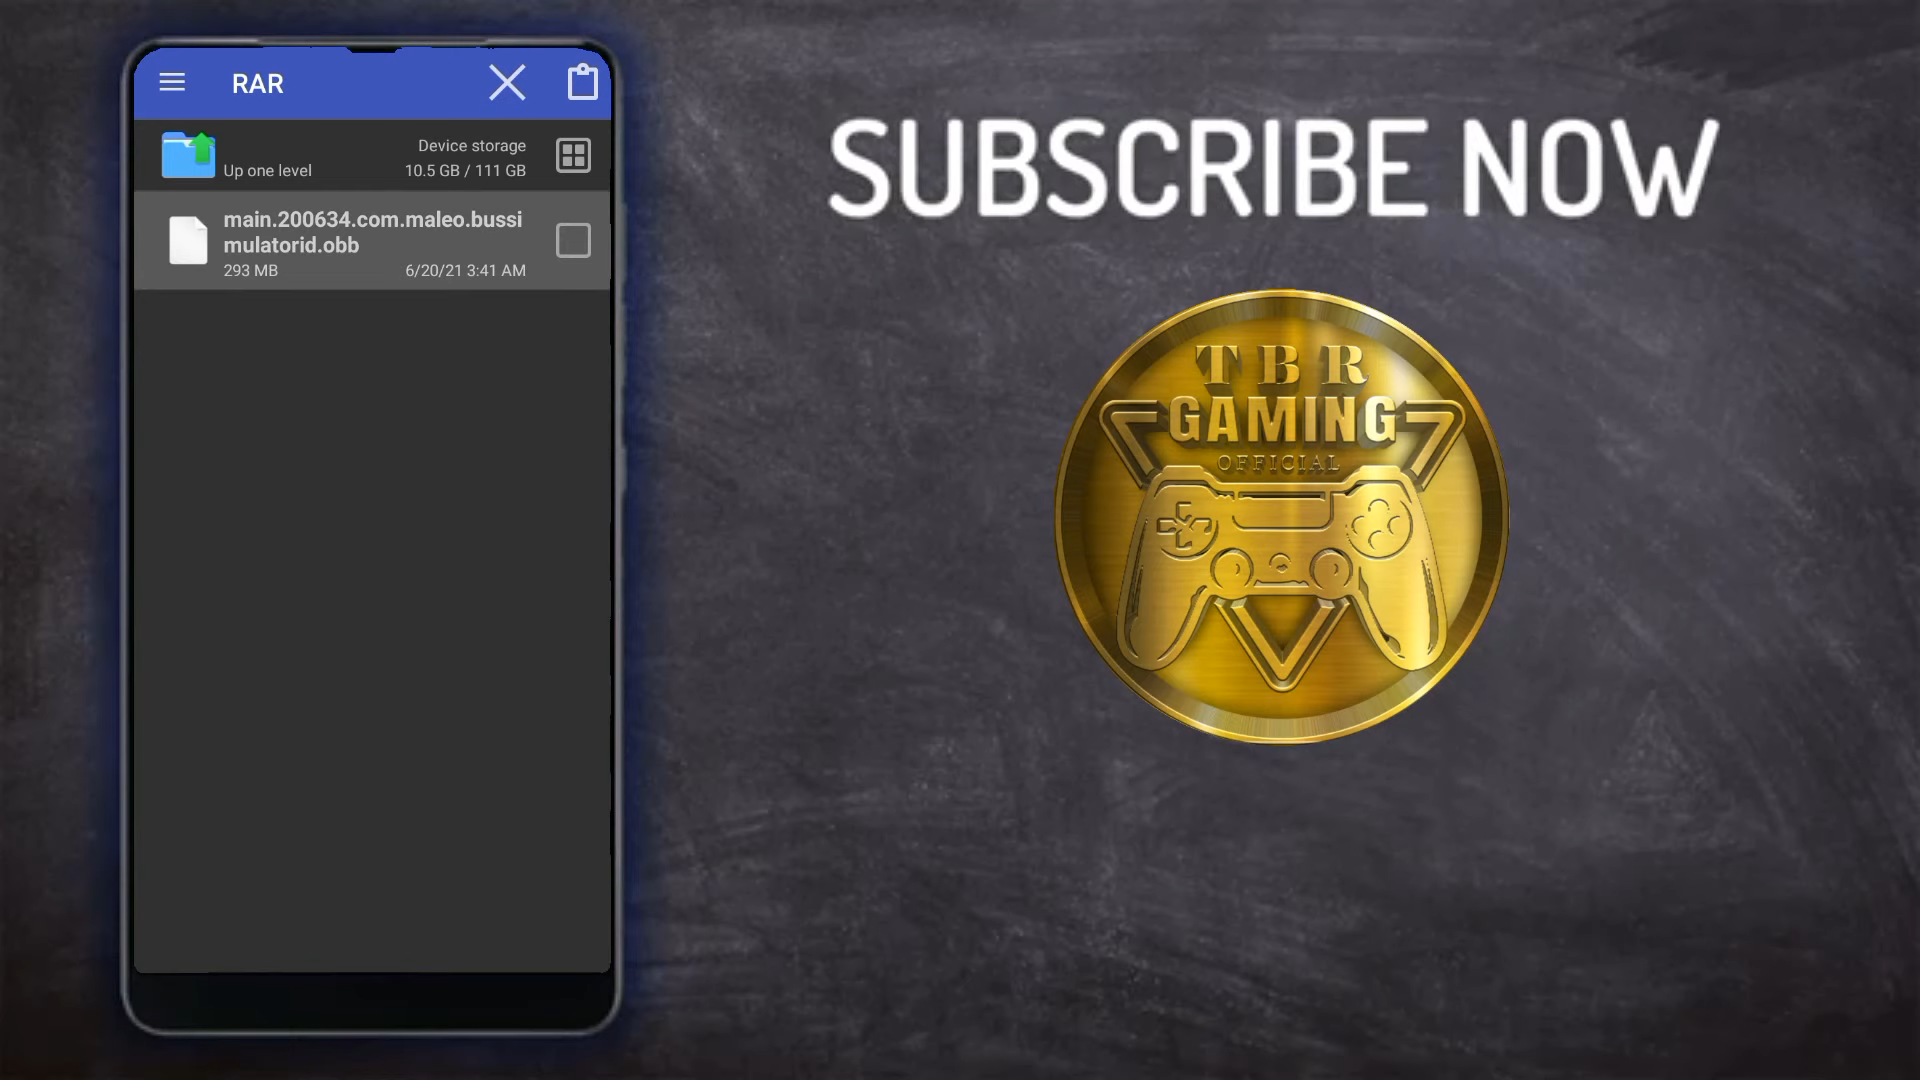 RAR
Device storage
Up one level
10.5 GB / 111 GB
main.200634.com.maleo.bussi
mulatorid.obb
293 MB
6/20/21 3:41 AM
SUBSCRIBE NOW
TBR
GAMING
OFFICIAL